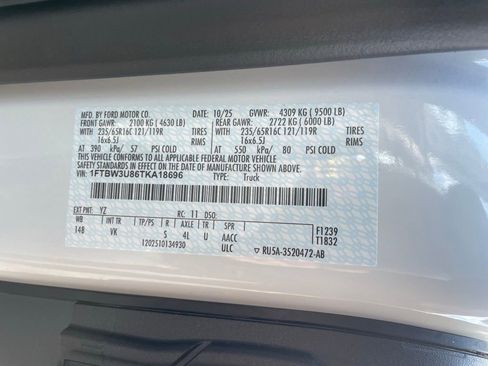 MFD. BY FORD MOTOR CO. 10/25 GVWR: 4309 KG (9500 LB)
FRONT GAWR: 2100 KG (4630 LB) REAR GAWR: 2722 KG (6000 LB)
WITH 235/65R16C 121/119R TIRES WITH 235/65R16C 121/119R TIRES
16x6.5J RIMS 16x6.5J RIMS
AT 390 kPa/ 57 PSI COLD AT 550 kPa/ 80 PSI COLD
THIS VEHICLE CONFORMS TO ALL APPLICABLE FEDERAL MOTOR VEHICLE
SAFETY STANDARDS IN EFFECT ON THE DATE OF MANUFACTURE SHOWN ABOVE.
VIN: 1FTBW3U86TKA18696 TYPE: Truck
EXT PNT: YZ RC: 11 DSO:
WB INT TR TP/PS R AXLE TR SPR F1239
148 VK 5 4L U AACC T1832
1202510134930 ULC RU5A-3520472-AB